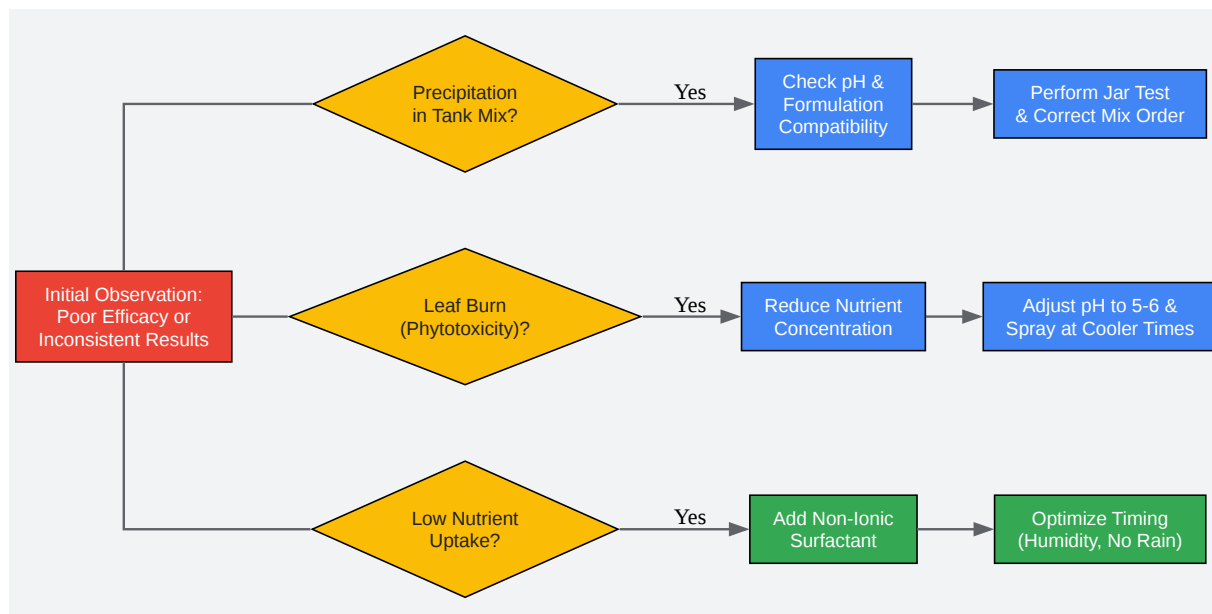 Precipitation
in Tank Mix?
Yes
Check pH &
Formulation
Compatibility
Perform Jar Test
& Correct Mix Order
Initial Observation:
Poor Efficacy or
Inconsistent Results
Leaf Burn
(Phytotoxicity)?
Yes
Reduce Nutrient
Concentration
Adjust pH to 5-6 &
Spray at Cooler Times
Low Nutrient
Uptake?
Yes
Add Non-Ionic
Surfactant
Optimize Timing
(Humidity, No Rain)